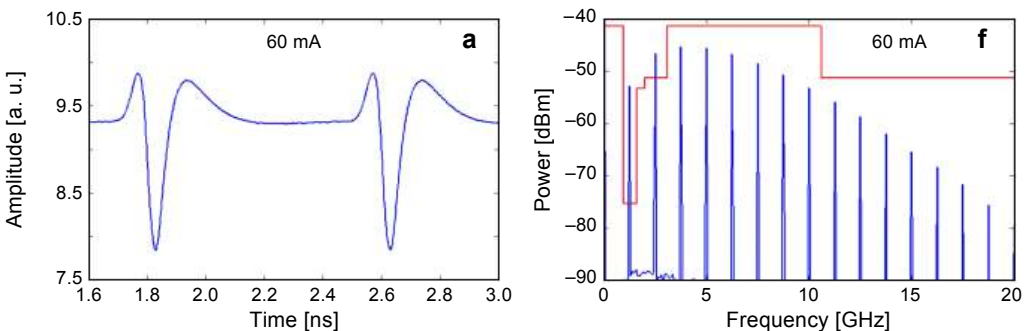 10.5
9.5
8.5
7.5
Amplitude [a. u.]
60 mA
a
1.6
1.8
2.0
2.2
2.4
2.6
2.8
3.0
Time [ns]
–40
–50
–60
–70
–80
–90
Power [dBm]
60 mA
f
0
5
10
15
20
Frequency [GHz]